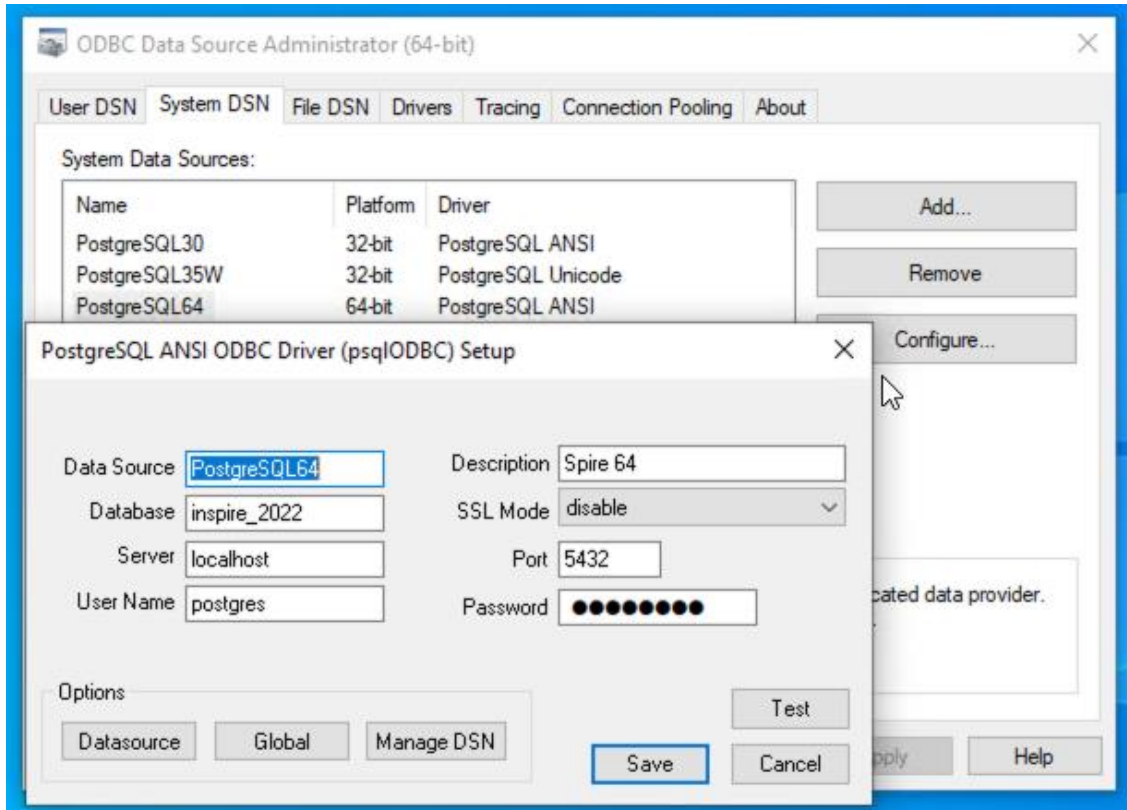 ODBC Data Source Administrator (64-bit)
User DSN System DSN File DSN Drivers Tracing Connection Pooling About
System Data Sources:
Name Platform Driver
PostgreSQL30 32-bit PostgreSQL ANSI
PostgreSQL35W 32-bit PostgreSQL Unicode
PostgreSQL64 64-bit PostgreSQL ANSI
Add...
Remove
Configure...
PostgreSQL ANSI ODBC Driver (psqlODBC) Setup
Data Source PostgreSQL64 Description Spire 64
Database inspire_2022 SSL Mode disable
Server localhost Port 5432
User Name postgres Password ●●●●●●●●
Options
Datasource Global Manage DSN
Test
Save Cancel
cated data provider.
pply Help